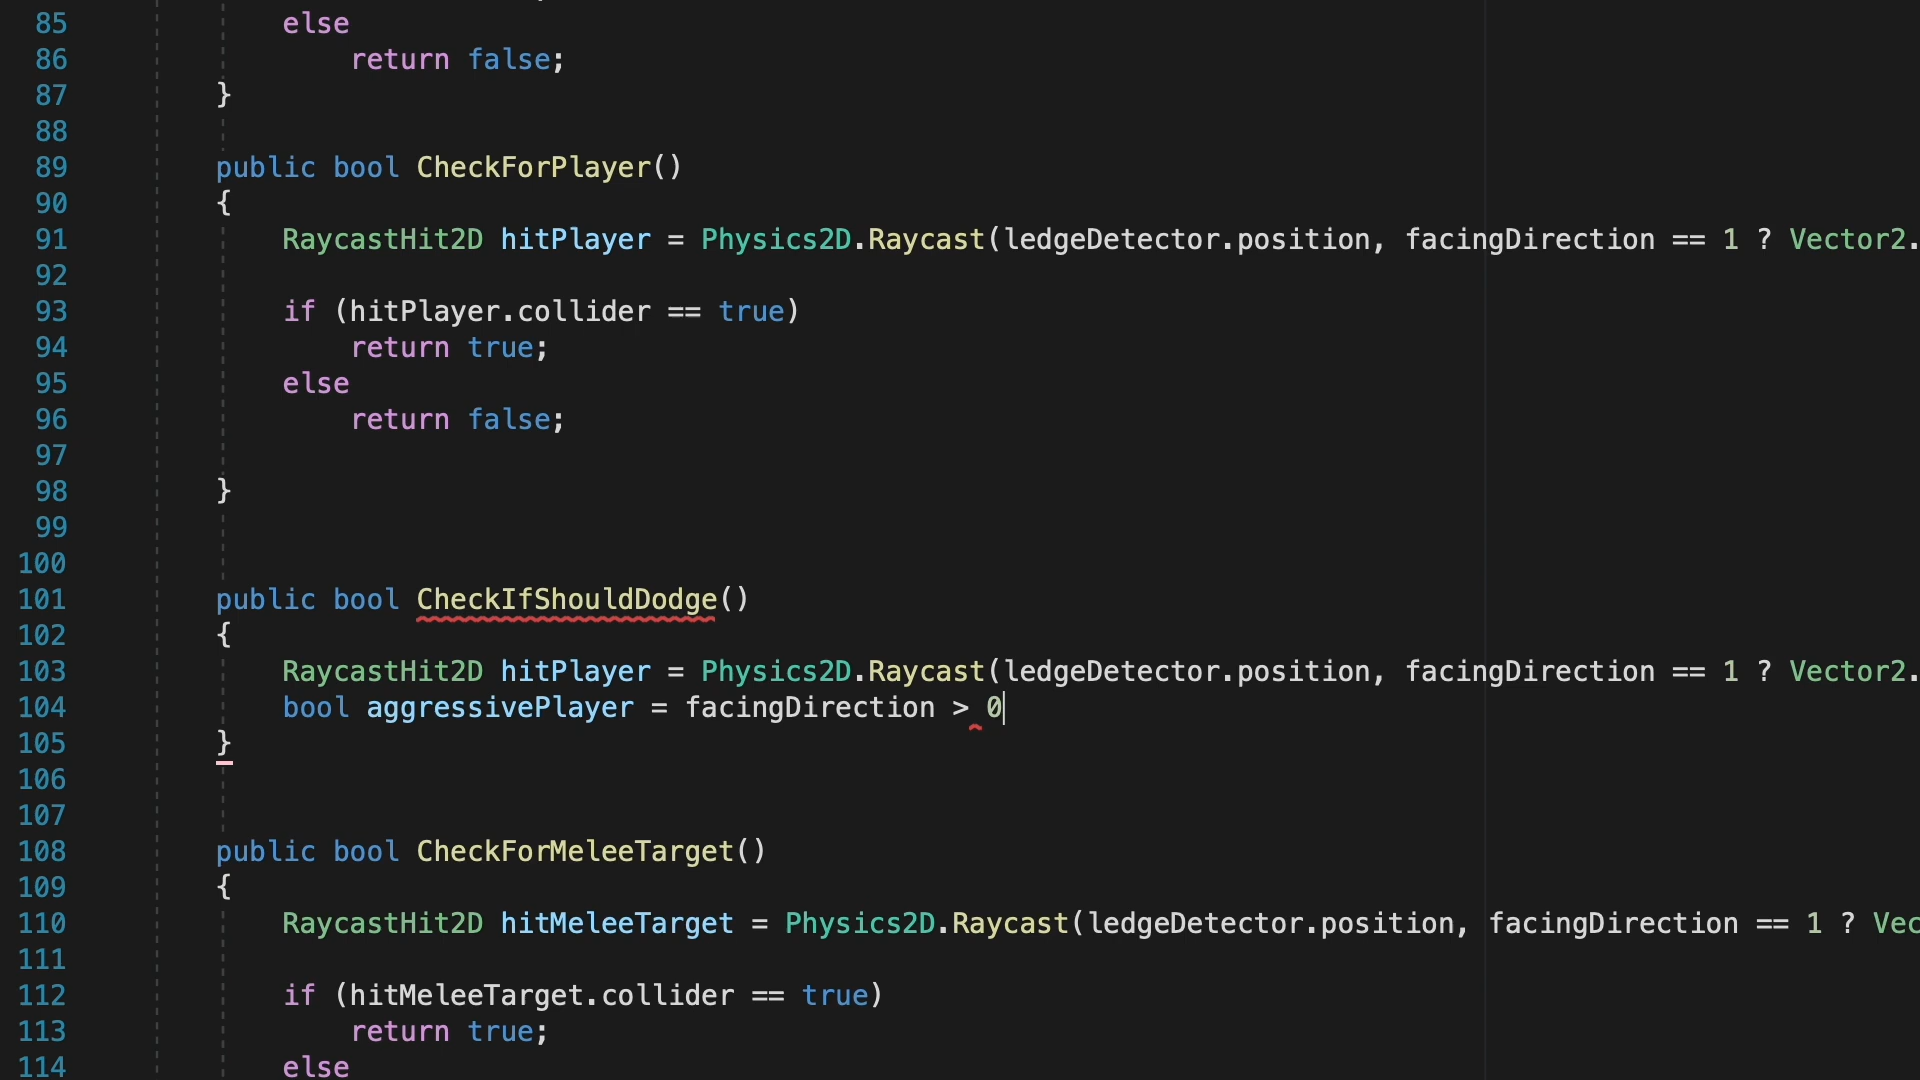 85 else
86 return false;
87 }
88
89 public bool CheckForPlayer()
90 {
91 RaycastHit2D hitPlayer = Physics2D.Raycast(ledgeDetector.position, facingDirection == 1 ? Vector2.
92
93 if (hitPlayer.collider == true)
94 return true;
95 else
96 return false;
97
98 }
99
100
101 public bool CheckIfShouldDodge()
102 {
103 RaycastHit2D hitPlayer = Physics2D.Raycast(ledgeDetector.position, facingDirection == 1 ? Vector2.
104 bool aggressivePlayer = facingDirection > 0
105 }
106
107
108 public bool CheckForMeleeTarget()
109 {
110 RaycastHit2D hitMeleeTarget = Physics2D.Raycast(ledgeDetector.position, facingDirection == 1 ? Vec
111
112 if (hitMeleeTarget.collider == true)
113 return true;
114 else